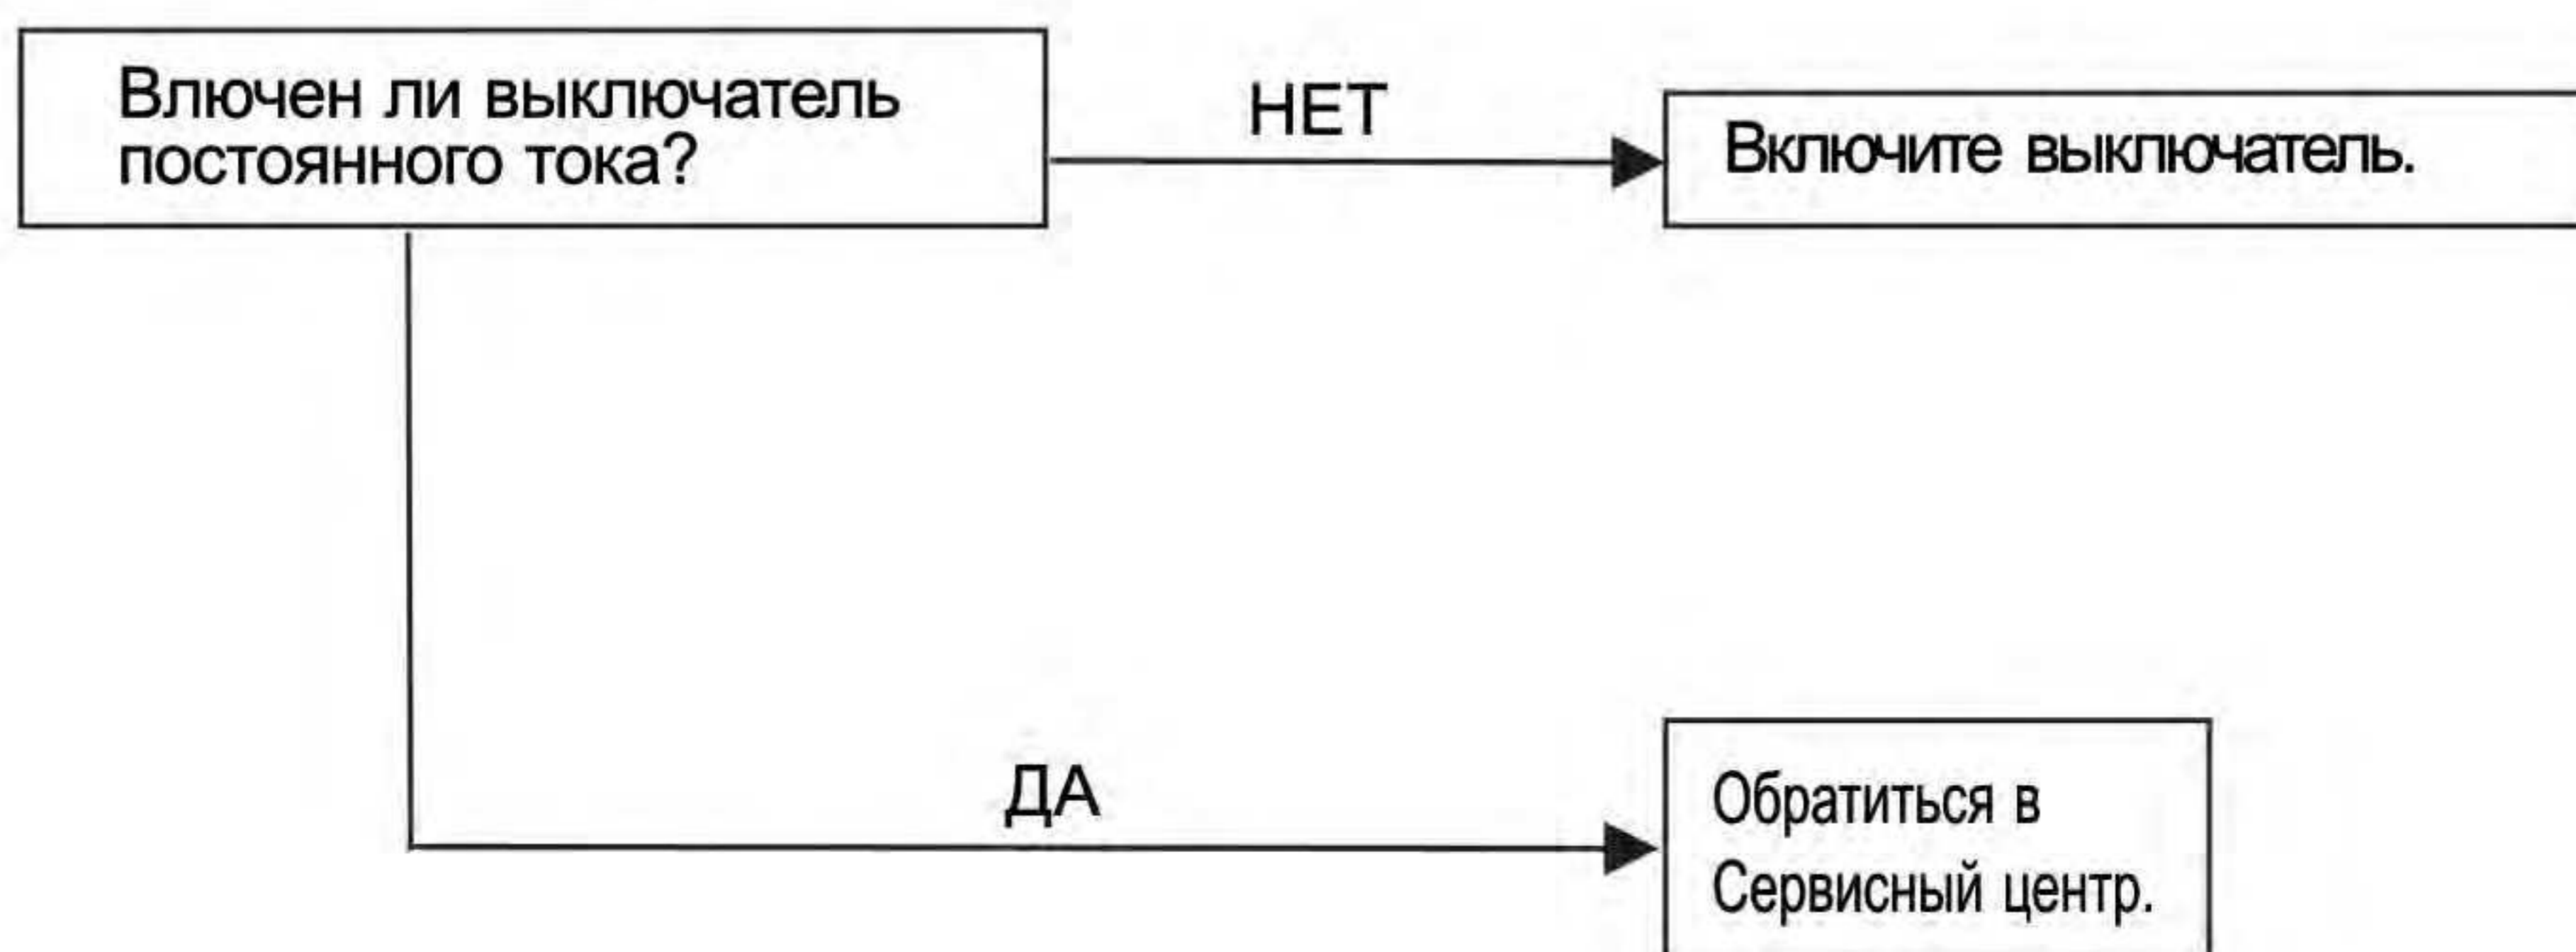 Влючен ли выключатель
постоянного тока?
НЕТ
Включите выключатель.
ДА
Обратиться в
Сервисный центр.